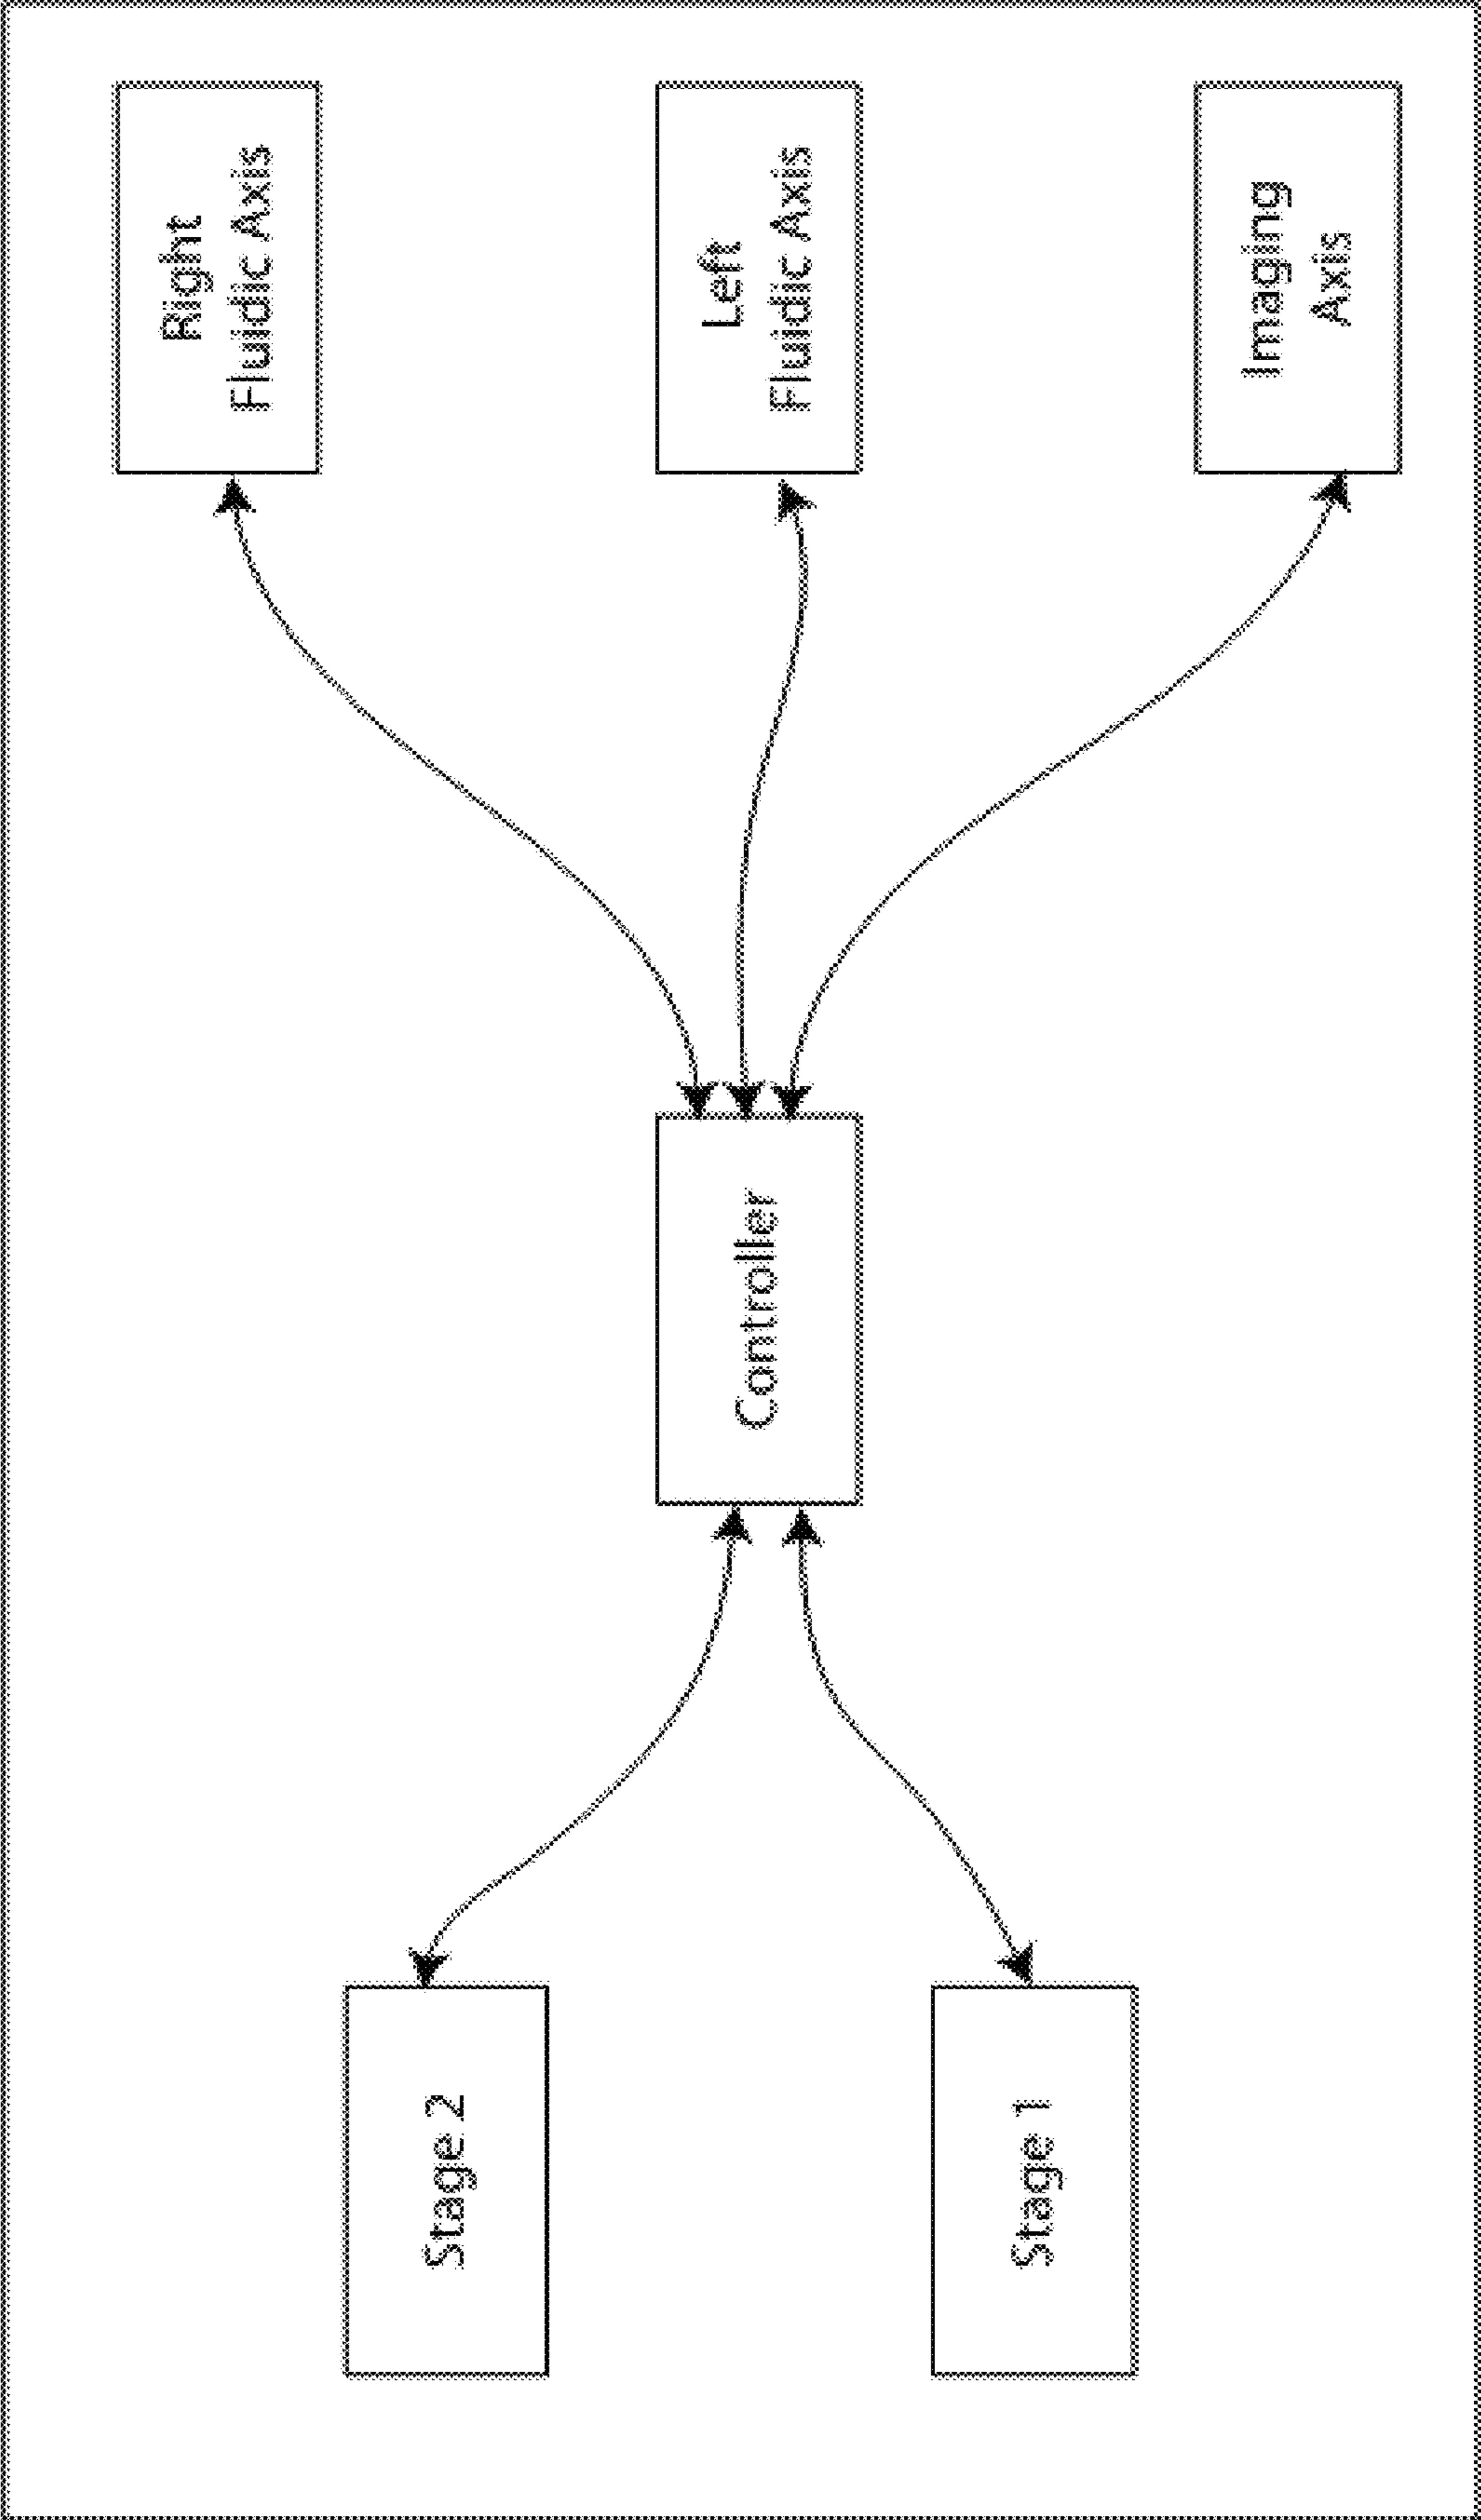 Stage 2
Stage 1
Controller
Right
Fluidic Axis
Left
Fluidic Axis
Imaging
Axis